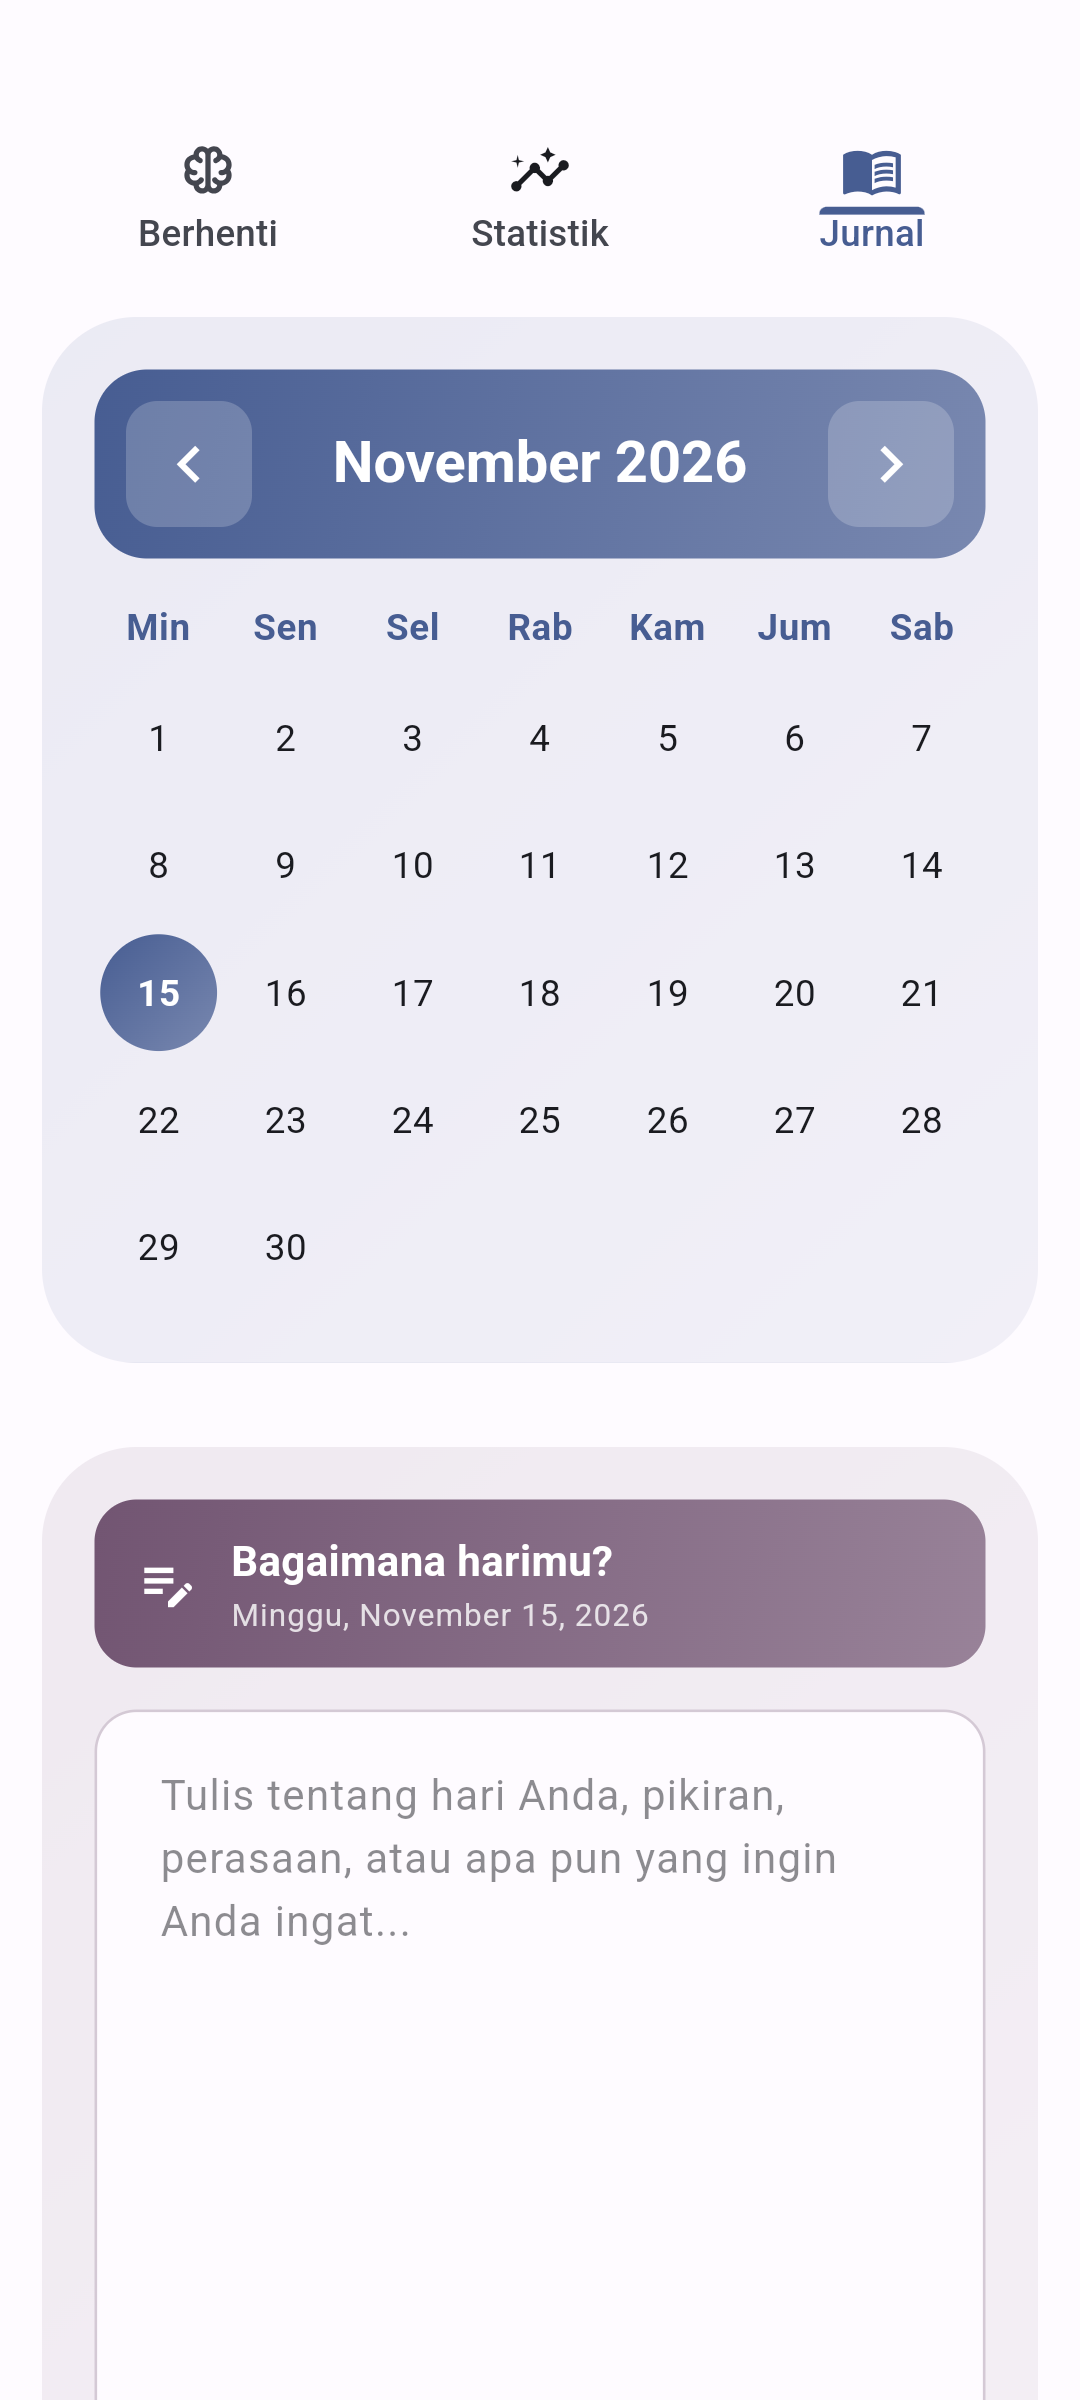 Berhenti Statistik Jurnal
November 2026
Min Sen Sel Rab Kam Jum Sab
1 2 3 4 5 6 7
8 9 10 11 12 13 14
15 16 17 18 19 20 21
22 23 24 25 26 27 28
29 30
Bagaimana harimu?
Minggu, November 15, 2026
Tulis tentang hari Anda, pikiran,
perasaan, atau apa pun yang ingin
Anda ingat...